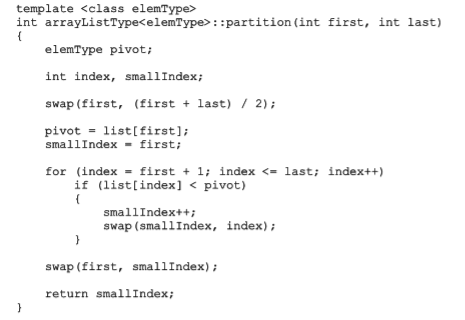 template <class elemType>
int arrayListType<elemType>::partition(int first, int last)
{
    elemType pivot;
    int index, smallIndex;
    swap(first, (first + last) / 2);
    pivot = list[first];
    smallIndex = first;
    for (index = first + 1; index <= last; index++)
        if (list[index] < pivot)
        {
            smallIndex++;
            swap(smallIndex, index);
        }
    swap(first, smallIndex);
    return smallIndex;
}